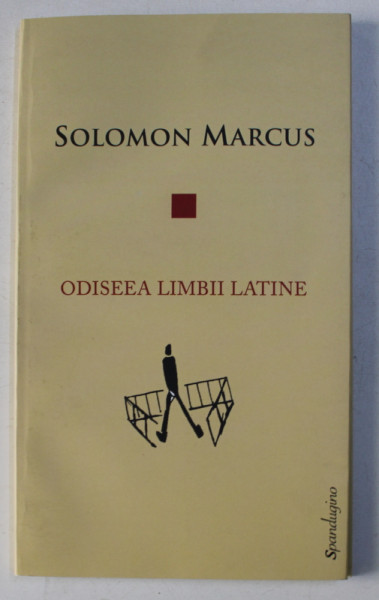 SOLOMON MARCUS
ODISEEA LIMBII LATINE
Spandugino